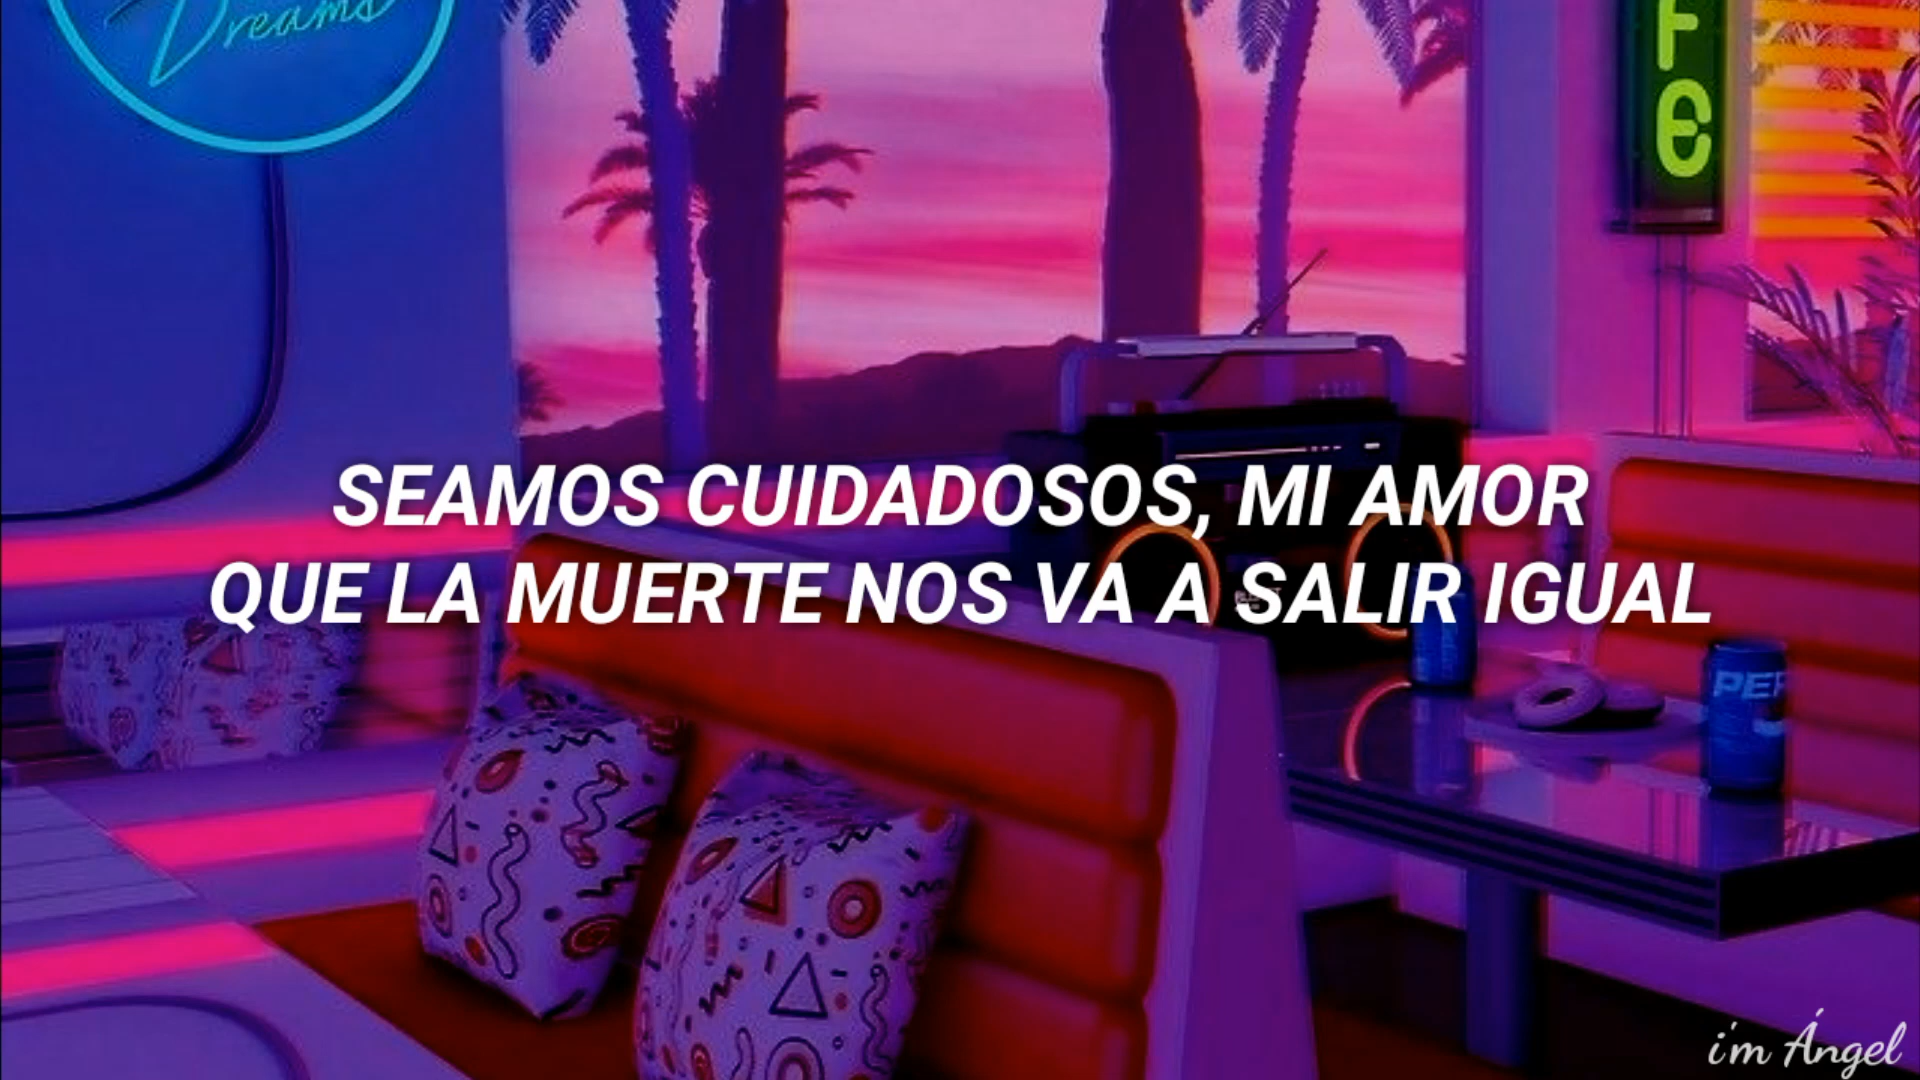 Dreams
FE
SEAMOS CUIDADOSOS, MI AMOR
QUE LA MUERTE NOS VA A SALIR IGUAL
PEP
i'm Ángel